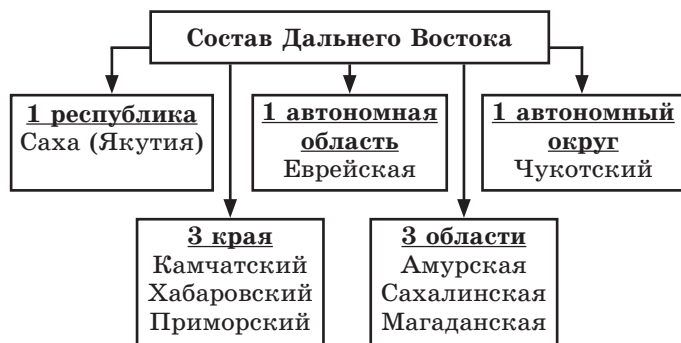 Состав Дальнего Востока
1 республика
Саха (Якутия)
1 автономная
область
Еврейская
1 автономный
округ
Чукотский
3 края
Камчатский
Хабаровский
Приморский
3 области
Амурская
Сахалинская
Магаданская